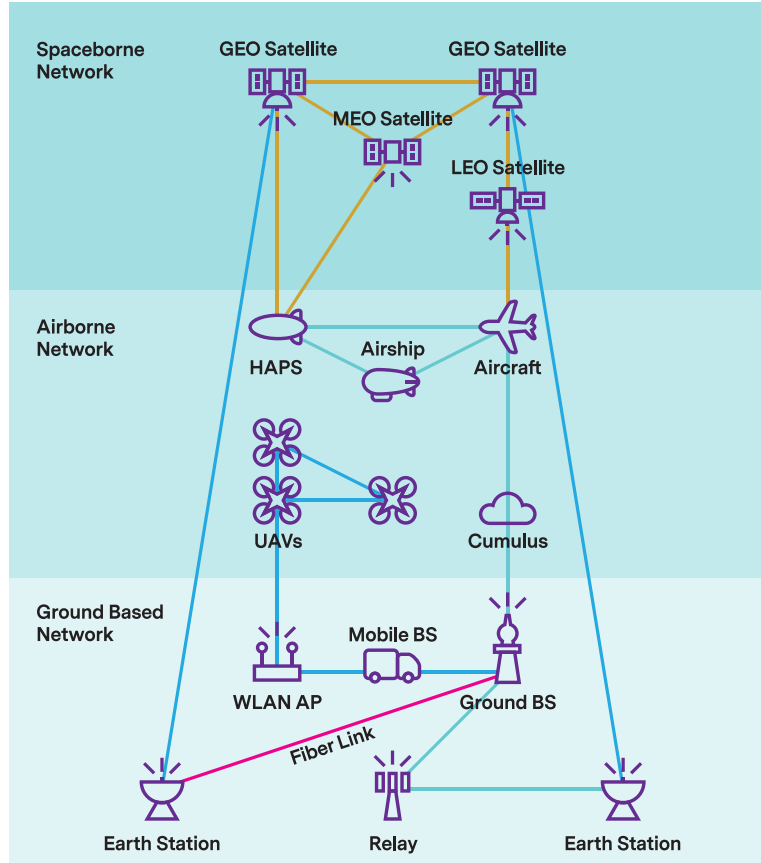 Spaceborne
Network
GEO Satellite
GEO Satellite
MEO Satellite
LEO Satellite
Airborne
Network
HAPS
Airship
Aircraft
UAVs
Cumulus
Ground Based
Network
Mobile BS
WLAN AP
Ground BS
Fiber Link
Earth Station
Relay
Earth Station